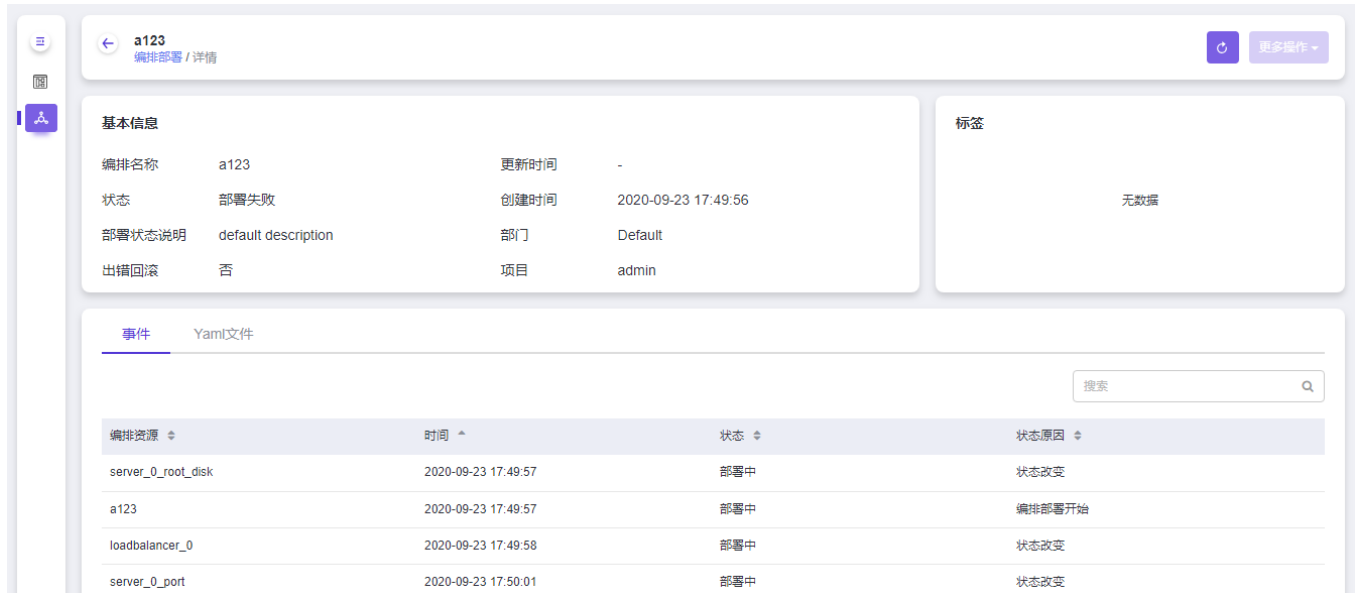 a123
编排部署 / 详情
更多操作
基本信息
编排名称 a123 更新时间 -
状态 部署失败 创建时间 2020-09-23 17:49:56
部署状态说明 default description 部门 Default
出错回滚 否 项目 admin
标签
无数据
事件 Yaml文件
搜索
编排资源 时间 状态 状态原因
server_0_root_disk 2020-09-23 17:49:57 部署中 状态改变
a123 2020-09-23 17:49:57 部署中 编排部署开始
loadbalancer_0 2020-09-23 17:49:58 部署中 状态改变
server_0_port 2020-09-23 17:50:01 部署中 状态改变